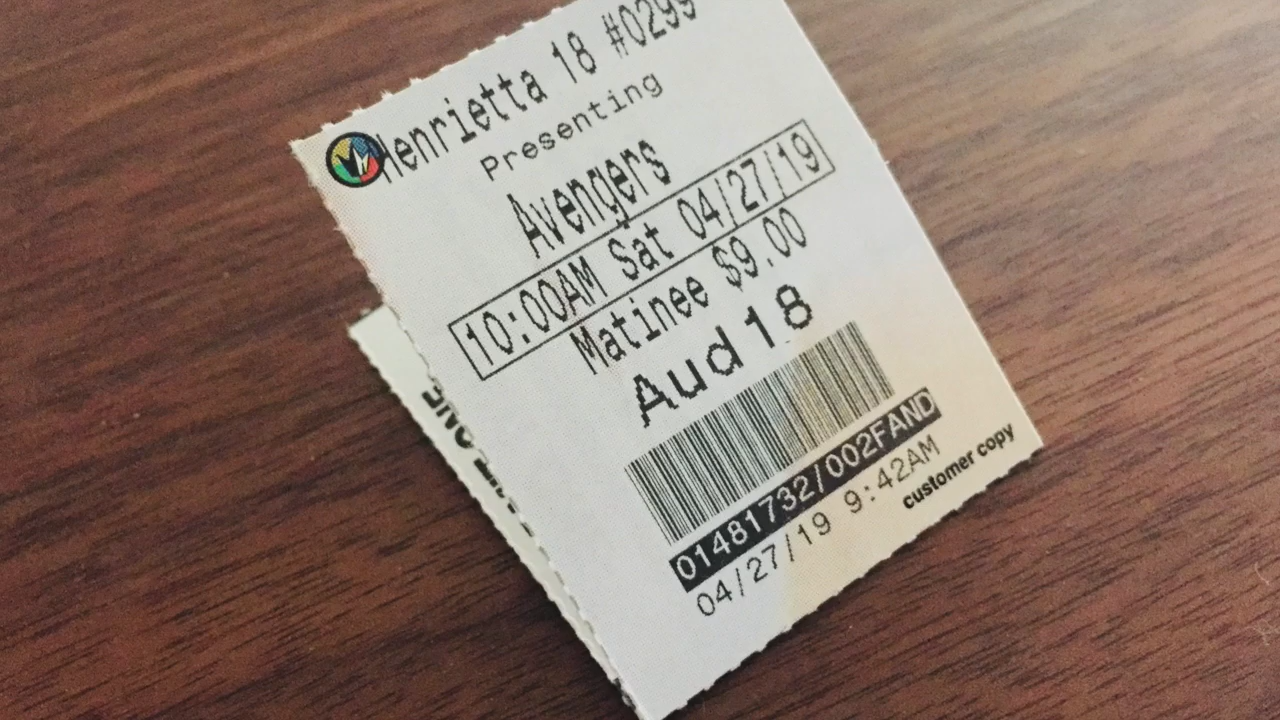 Henrietta 18 #0299
Presenting
Avengers
10:00AM Sat 04/27/19
Matinee $9.00
Aud 18
01481732/002FAND
04/27/19 9:42AM
customer copy